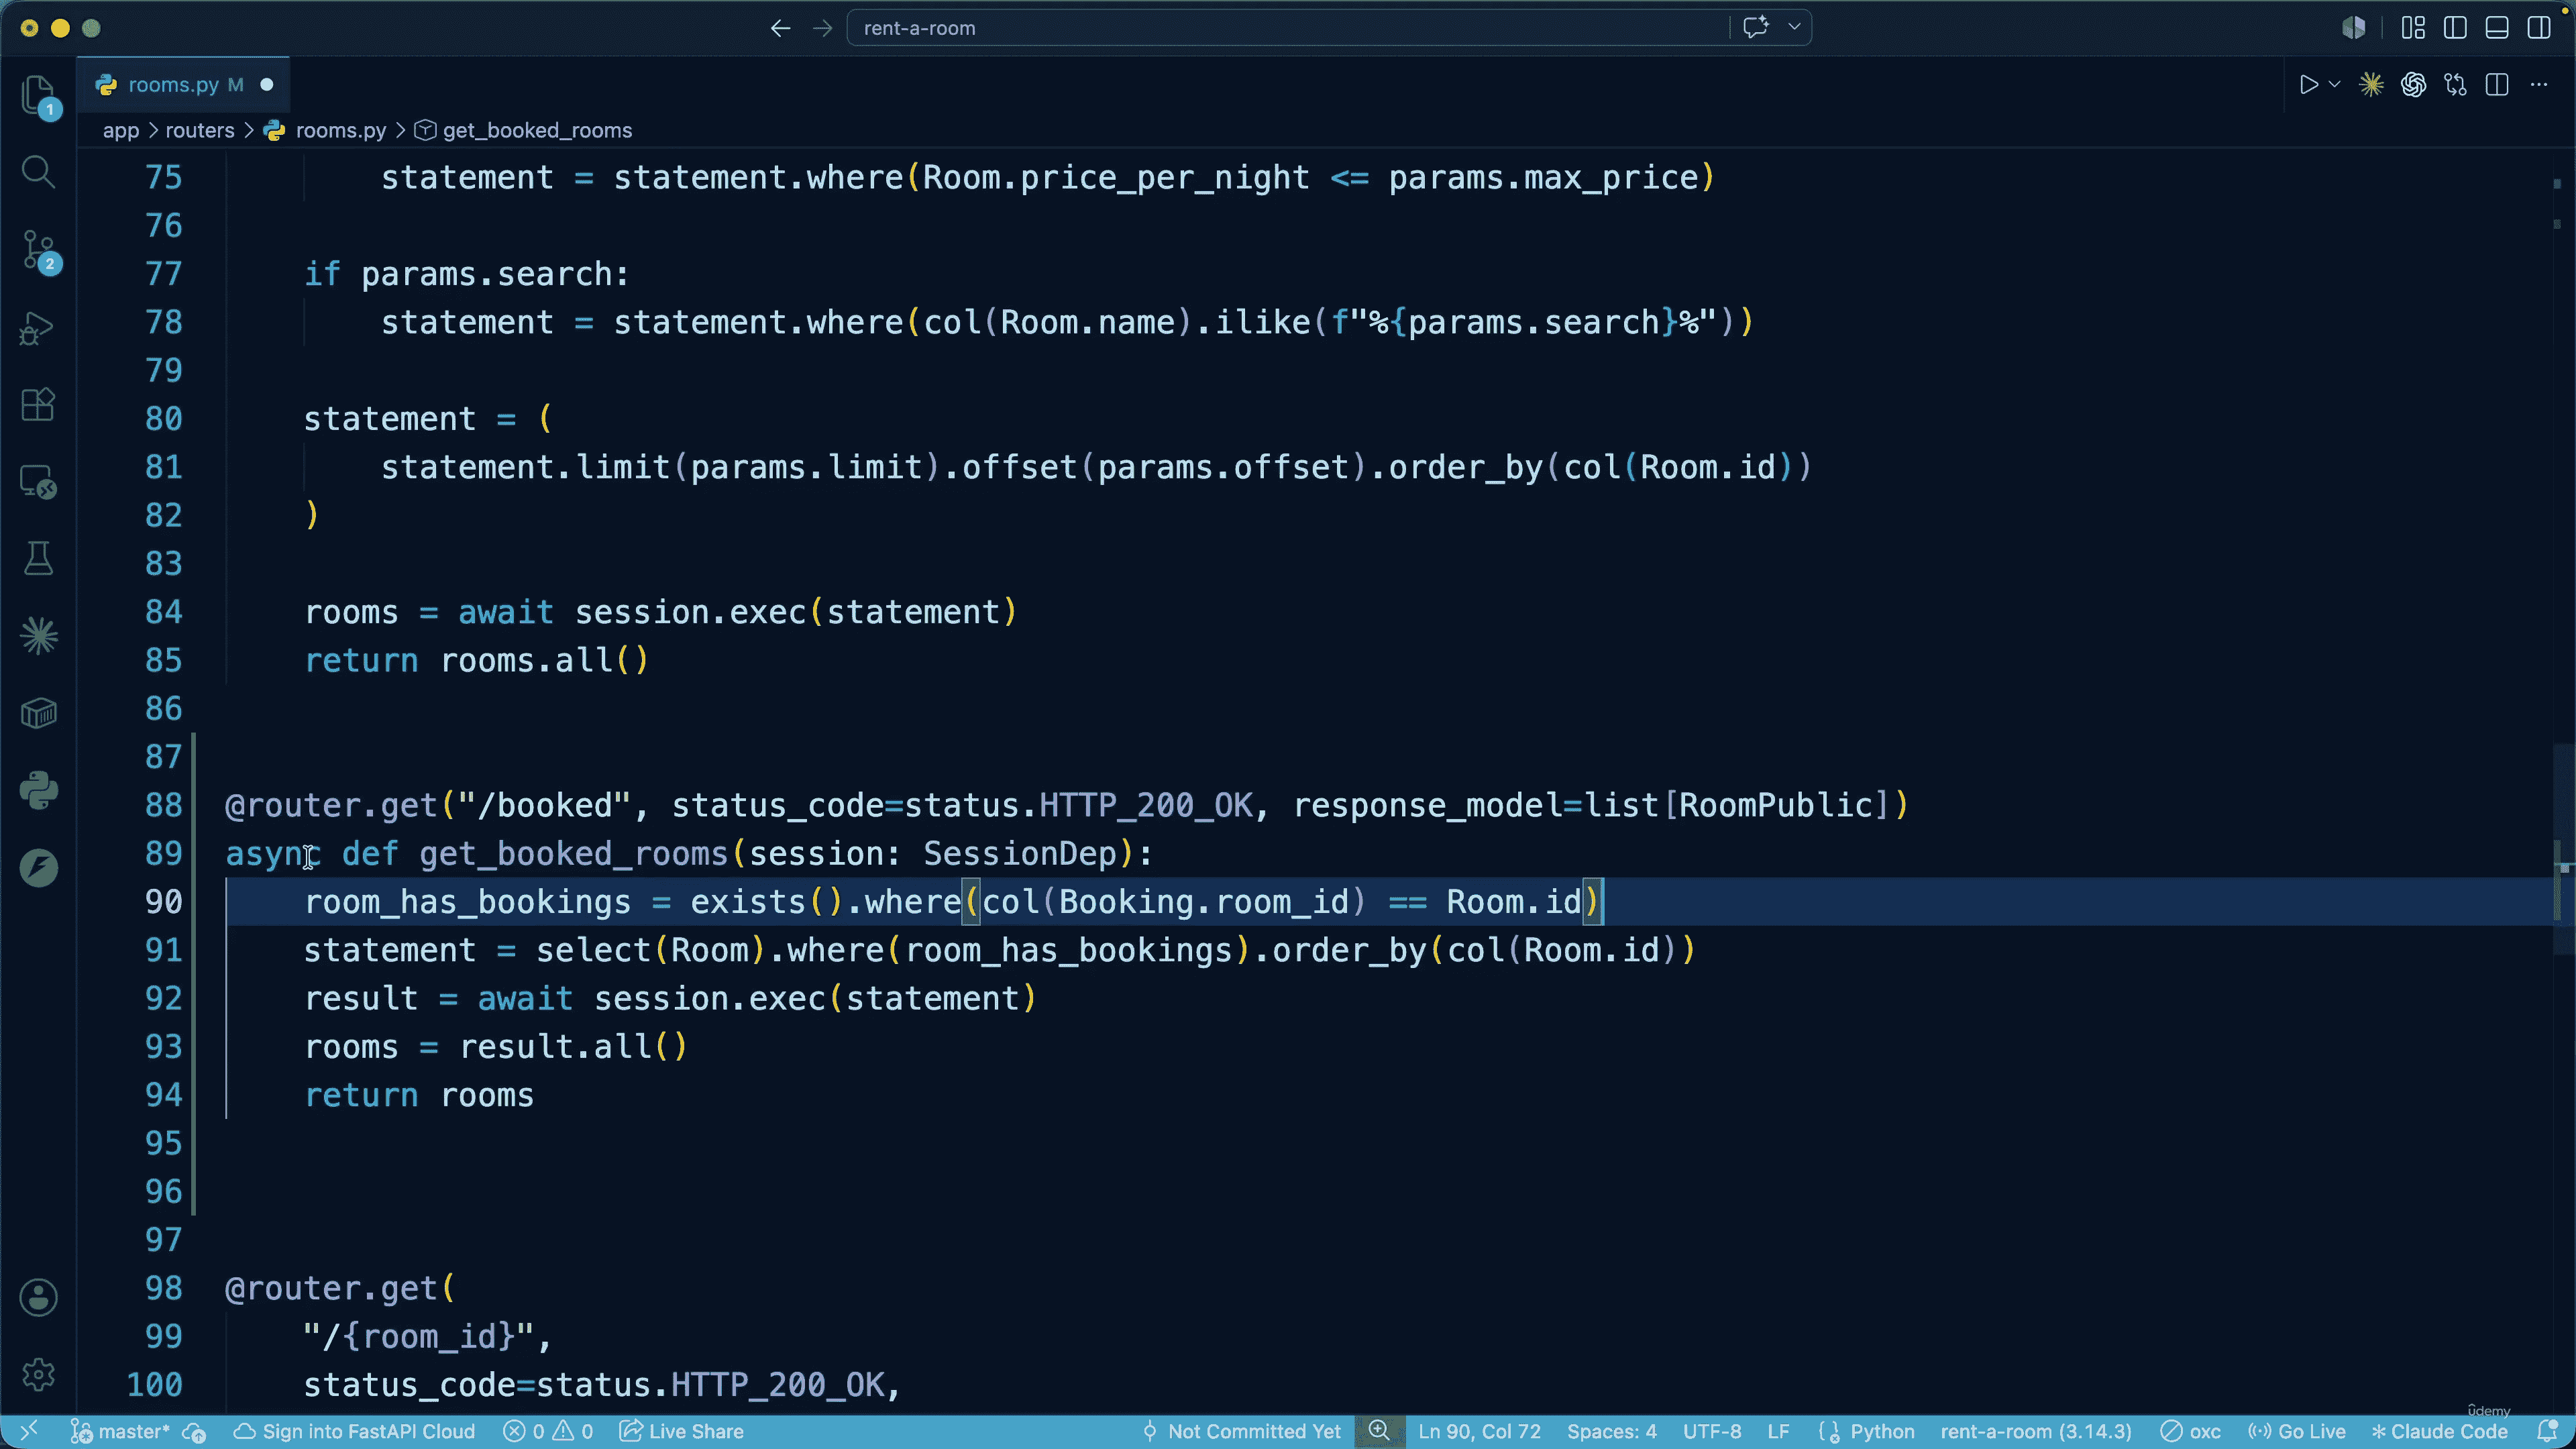 rent-a-room
rooms.py M
app > routers > rooms.py > get_booked_rooms
1
2
75 statement = statement.where(Room.price_per_night <= params.max_price)
76
77 if params.search:
78 statement = statement.where(col(Room.name).ilike(f"%{params.search}%"))
79
80 statement = (
81 statement.limit(params.limit).offset(params.offset).order_by(col(Room.id))
82 )
83
84 rooms = await session.exec(statement)
85 return rooms.all()
86
87
88 @router.get("/booked", status_code=status.HTTP_200_OK, response_model=list[RoomPublic])
89 async def get_booked_rooms(session: SessionDep):
90 room_has_bookings = exists().where(col(Booking.room_id) == Room.id)
91 statement = select(Room).where(room_has_bookings).order_by(col(Room.id))
92 result = await session.exec(statement)
93 rooms = result.all()
94 return rooms
95
96
97
98 @router.get(
99 "/{room_id}",
100 status_code=status.HTTP_200_OK,
udemy
master* Sign into FastAPI Cloud 0 0 Live Share Not Committed Yet Ln 90, Col 72 Spaces: 4 UTF-8 LF Python rent-a-room (3.14.3) oxc Go Live Claude Code